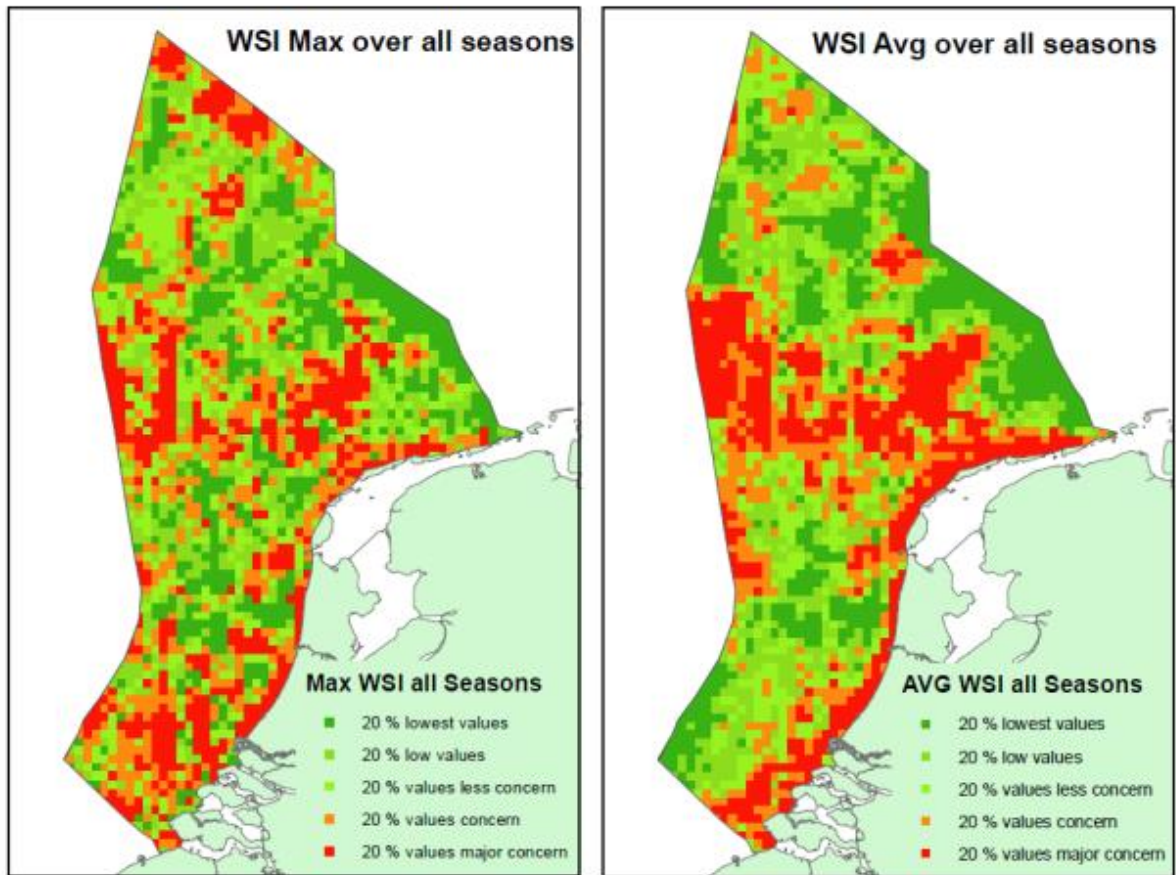 WSI Max over all seasons
Max WSI all Seasons
20 % lowest values
20 % low values
20 % values less concern
20 % values concern
20 % values major concern
WSI Avg over all seasons
AVG WSI all Seasons
20 % lowest values
20 % low values
20 % values less concern
20 % values concern
20 % values major concern